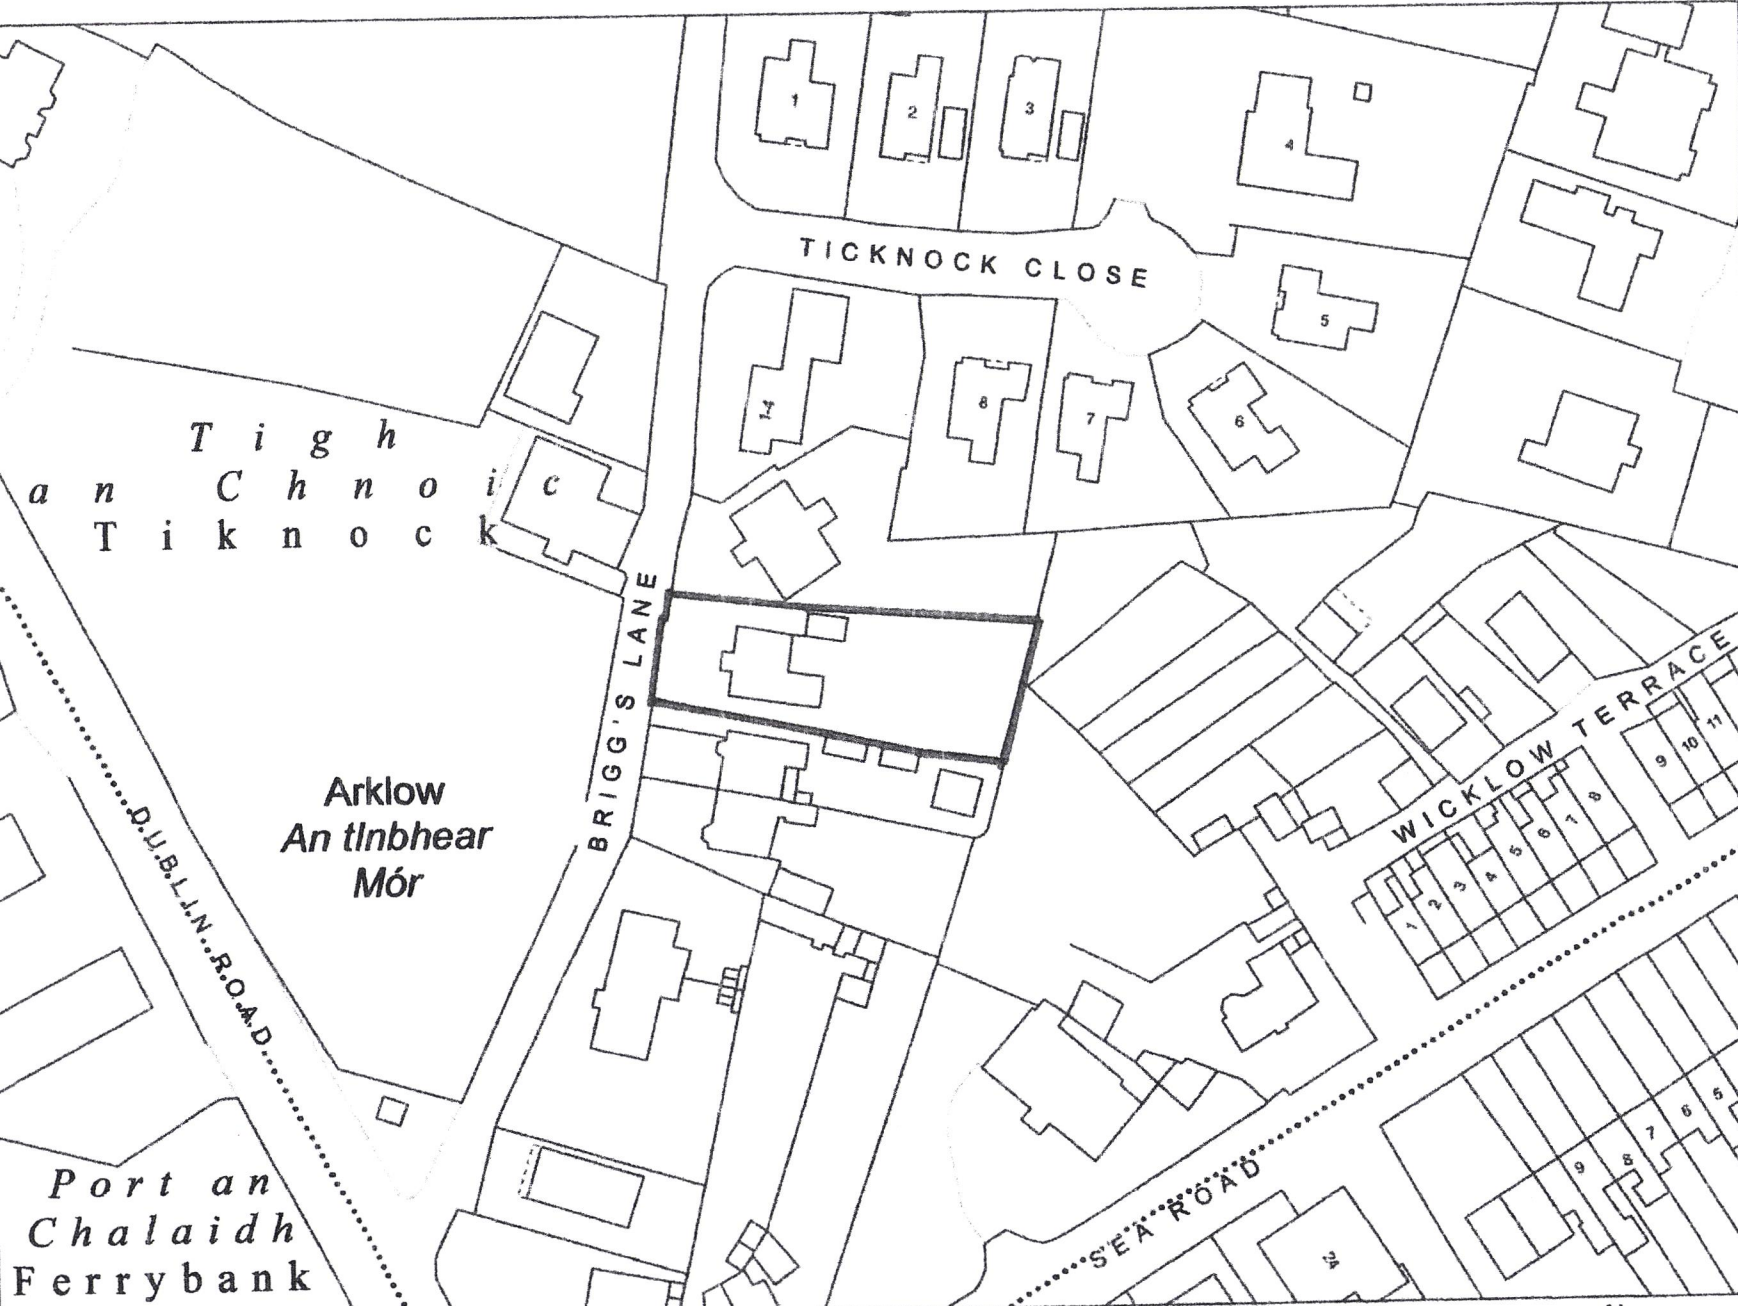 1
2
3
4
TICKNOCK CLOSE
5
14
8
7
6
Tigh
an Chnoic
Tiknock
BRIGG'S LANE
WICKLOW TERRACE
11
10
9
8
7
6
5
4
3
2
1
Arklow
An tInbhear
Mór
DUBLIN ROAD
SEA ROAD
5
6
7
8
9
2A
Port an
Chalaidh
Ferrybank